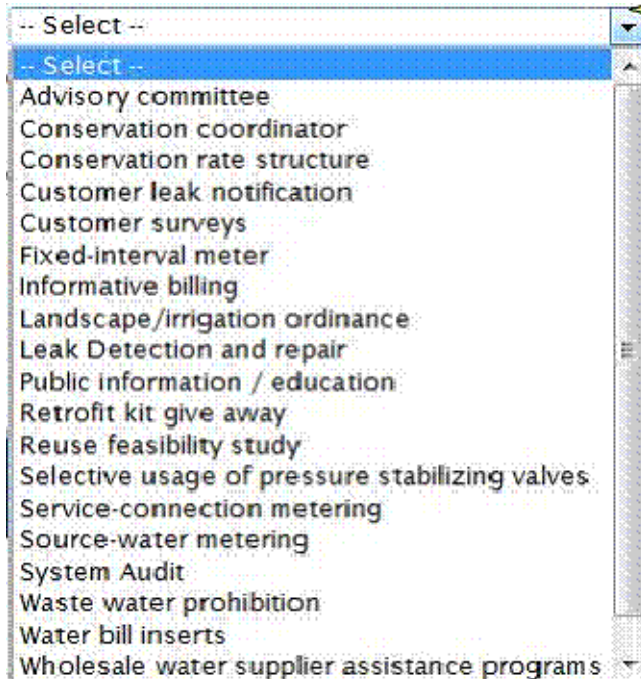 -- Select --
-- Select --
Advisory committee
Conservation coordinator
Conservation rate structure
Customer leak notification
Customer surveys
Fixed-interval meter
Informative billing
Landscape/irrigation ordinance
Leak Detection and repair
Public information / education
Retrofit kit give away
Reuse feasibility study
Selective usage of pressure stabilizing valves
Service-connection metering
Source-water metering
System Audit
Waste water prohibition
Water bill inserts
Wholesale water supplier assistance programs